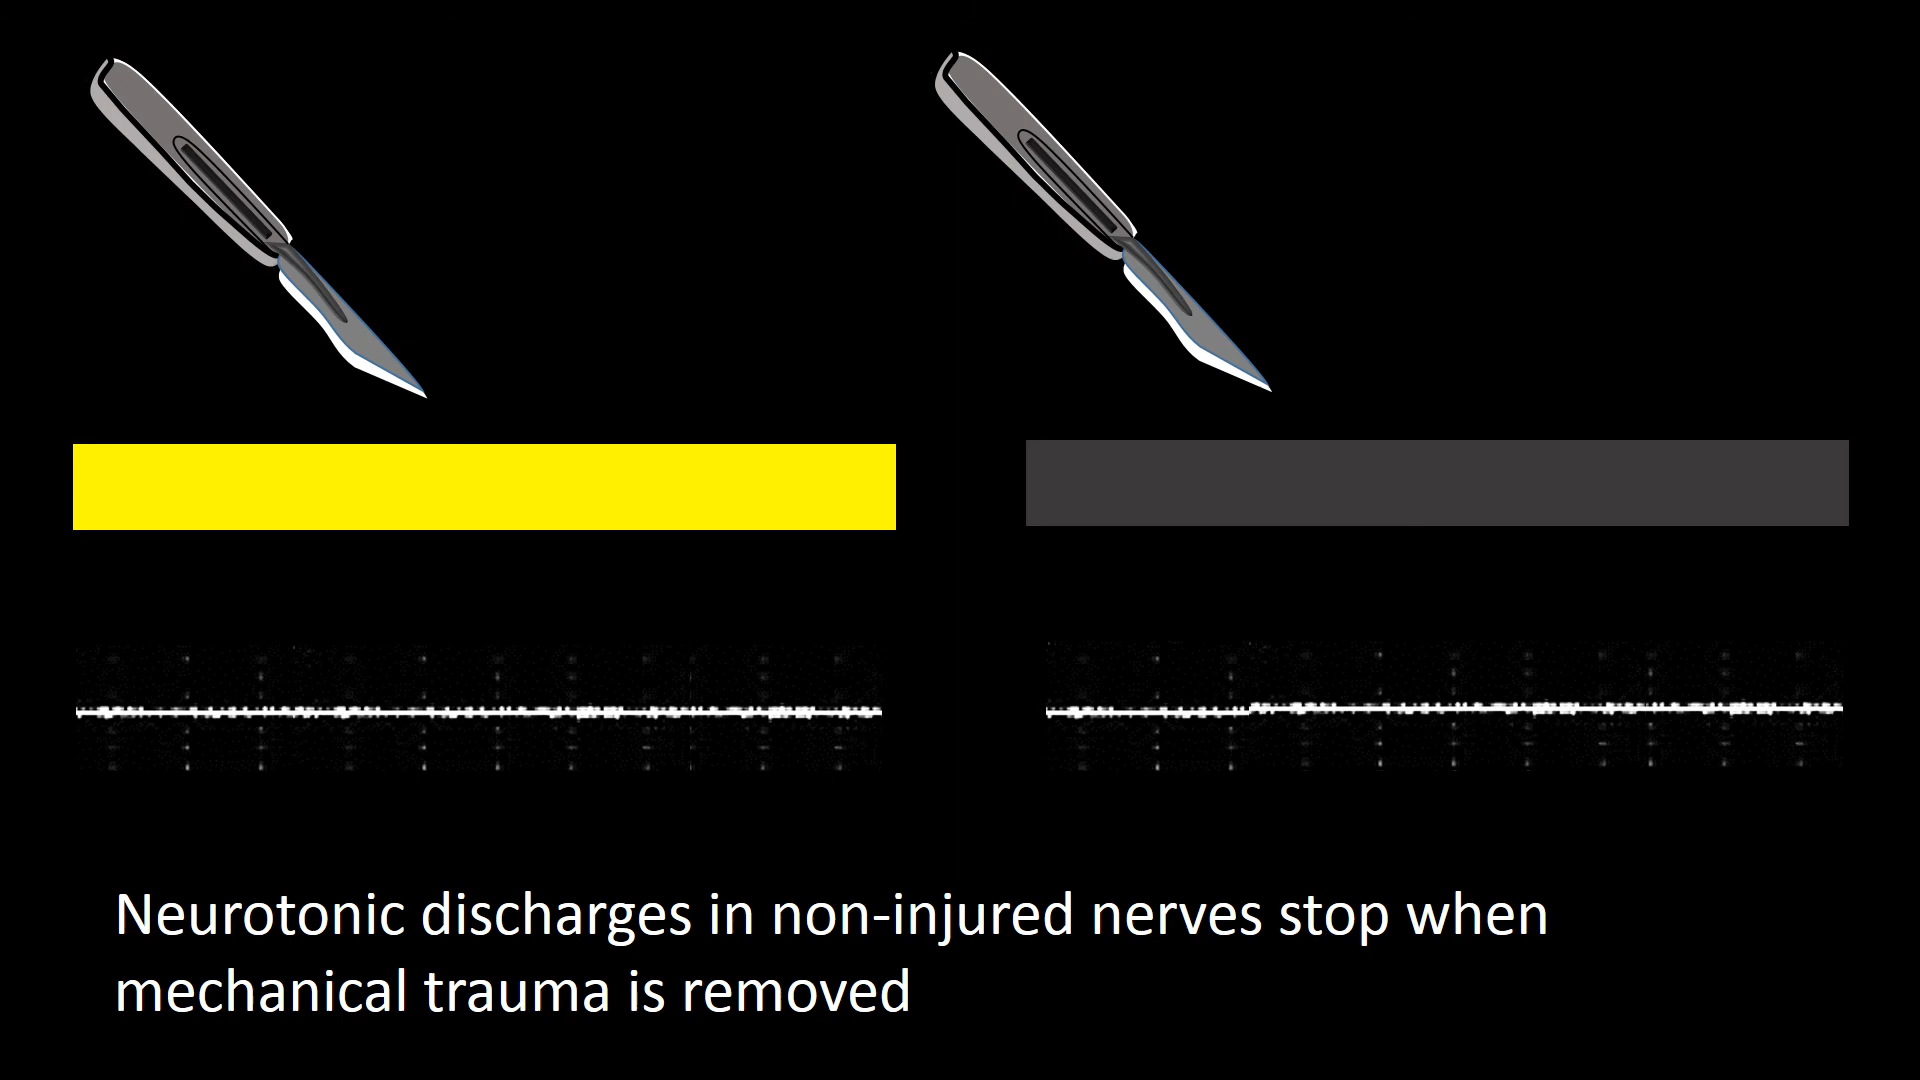 Neurotonic discharges in non-injured nerves stop when
mechanical trauma is removed